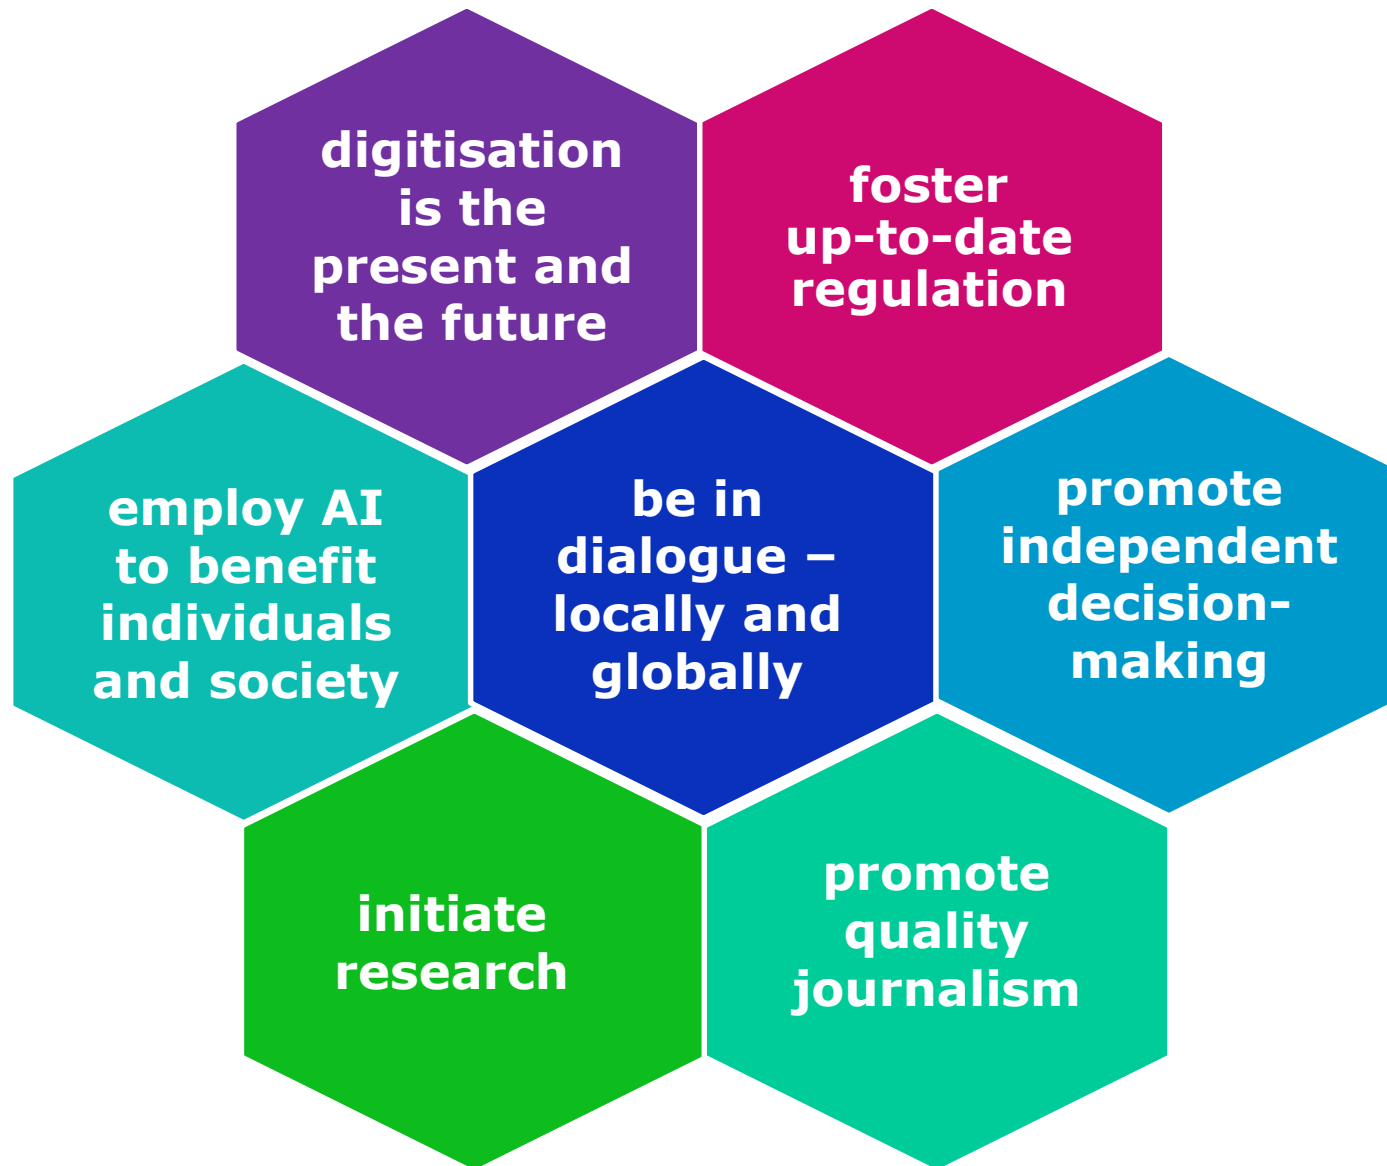 digitisation
is the
present and
the future
foster
up-to-date
regulation
employ AI
to benefit
individuals
and society
be in
dialogue –
locally and
globally
promote
independent
decision-
making
initiate
research
promote
quality
journalism